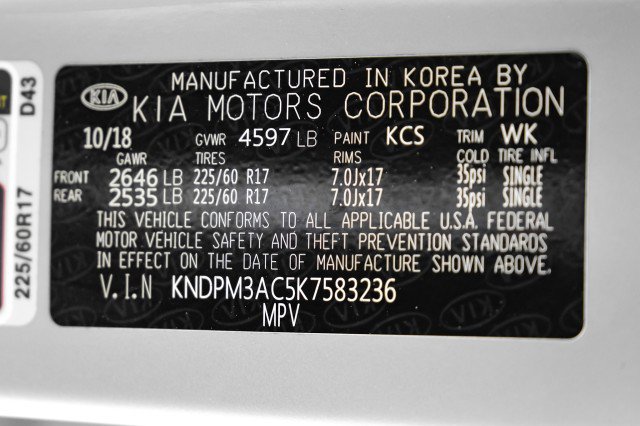 D43
225/60R17
KIA
MANUFACTURED IN KOREA BY
KIA MOTORS CORPORATION
10/18 GVWR 4597 LB PAINT KCS TRIM WK
GAWR TIRES RIMS COLD TIRE INFL
FRONT 2646 LB 225/60 R17 7.0Jx17 35psi SINGLE
REAR 2535 LB 225/60 R17 7.0Jx17 35psi SINGLE
THIS VEHICLE CONFORMS TO ALL APPLICABLE U.S.A. FEDERAL
MOTOR VEHICLE SAFETY AND THEFT PREVENTION STANDARDS
IN EFFECT ON THE DATE OF MANUFACTURE SHOWN ABOVE.
V.I.N KNDPM3AC5K7583236
MPV